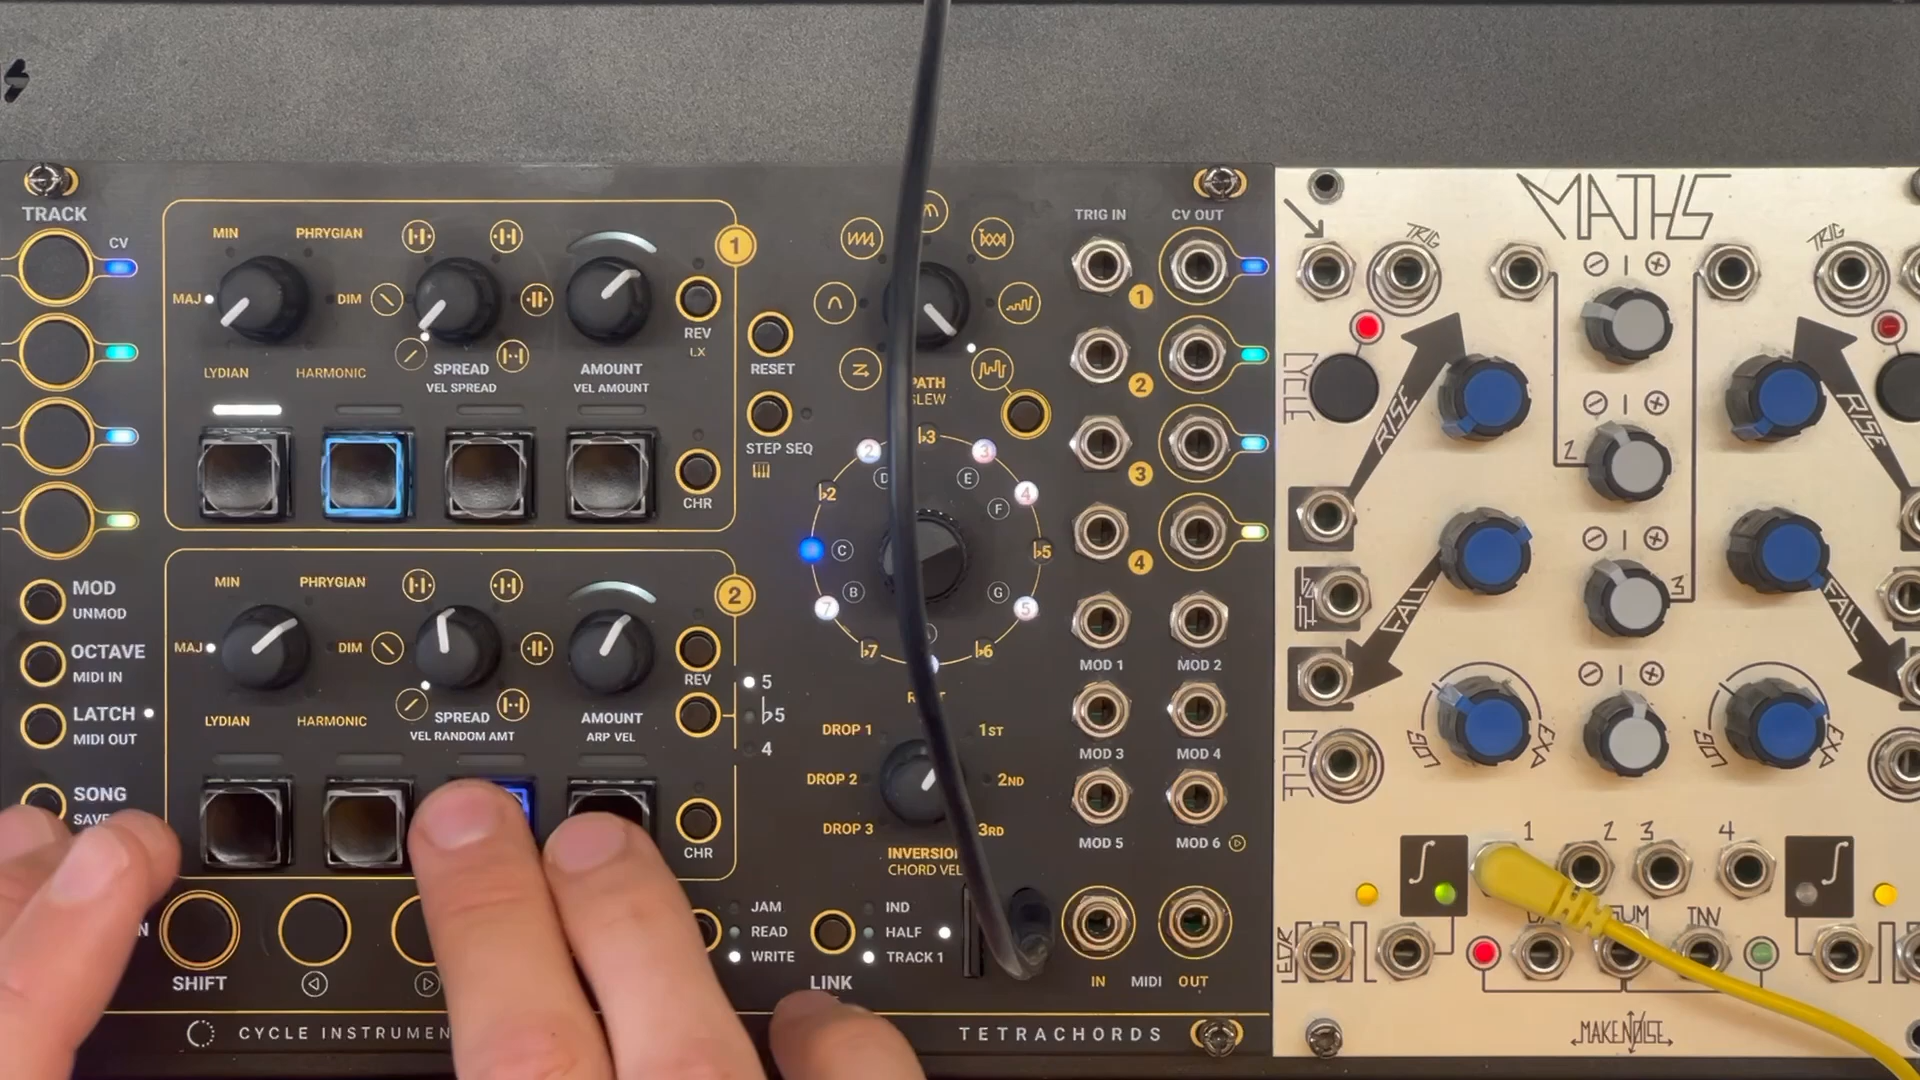 TRACK
CV
MIN
PHRYGIAN
MAJ
DIM
LYDIAN
HARMONIC
SPREAD
VEL SPREAD
AMOUNT
VEL AMOUNT
REV
LX
1
CHR
RESET
STEP SEQ
PATH
SLEW
2
♭3
3
D
E
♭2
4
F
C
♭5
B
G
7
5
♭7
♭6
MOD
UNMOD
OCTAVE
MIDI IN
LATCH
MIDI OUT
SONG
SAVE
MIN
PHRYGIAN
MAJ
DIM
LYDIAN
HARMONIC
SPREAD
VEL RANDOM AMT
AMOUNT
ARP VEL
REV
2
5
♭5
4
CHR
DROP 1
1ST
DROP 2
2ND
DROP 3
3RD
CHORD VEL
SHIFT
JAM
READ
WRITE
LINK
IND
HALF
TRACK 1
TRIG IN
CV OUT
1
2
3
4
MOD 1
MOD 2
MOD 3
MOD 4
MOD 5
MOD 6
IN
MIDI
OUT
TETRACHORDS
MATHS
TRIG
TRIG
CYCLE
RISE
RISE
2
3
FALL
FALL
CYCLE
1
2
3
4
SUM
INV
EOR
MAKENOISE